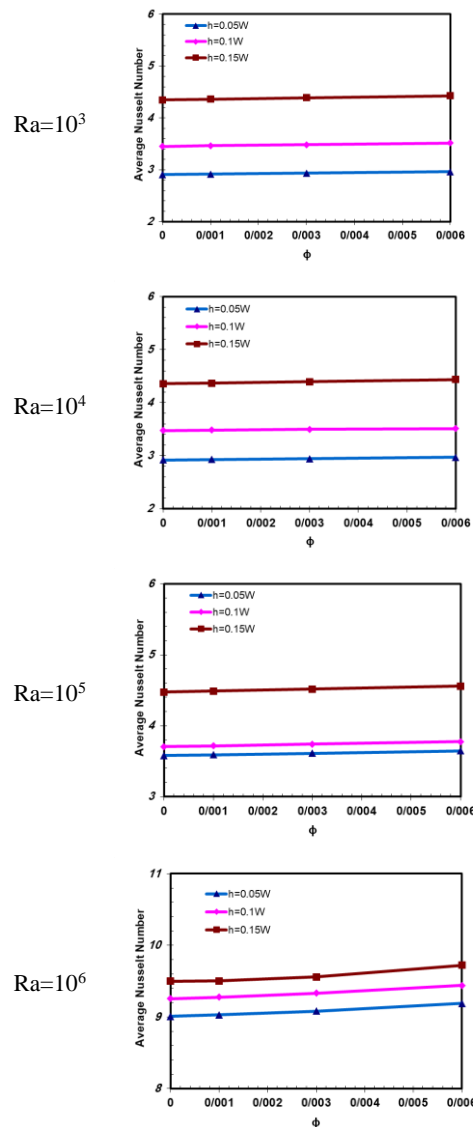 Ra=10³
Average Nusselt Number
6
5
4
3
2
h=0.05W
h=0.1W
h=0.15W
0 0/001 0/002 0/003 0/004 0/005 0/006
ϕ
Ra=10⁴
Average Nusselt Number
6
5
4
3
2
h=0.05W
h=0.1W
h=0.15W
0 0/001 0/002 0/003 0/004 0/005 0/006
ϕ
Ra=10⁵
Average Nusselt Number
6
5
4
3
h=0.05W
h=0.1W
h=0.15W
0 0/001 0/002 0/003 0/004 0/005 0/006
ϕ
Ra=10⁶
Average Nusselt Number
11
10
9
8
h=0.05W
h=0.1W
h=0.15W
0 0/001 0/002 0/003 0/004 0/005 0/006
ϕ